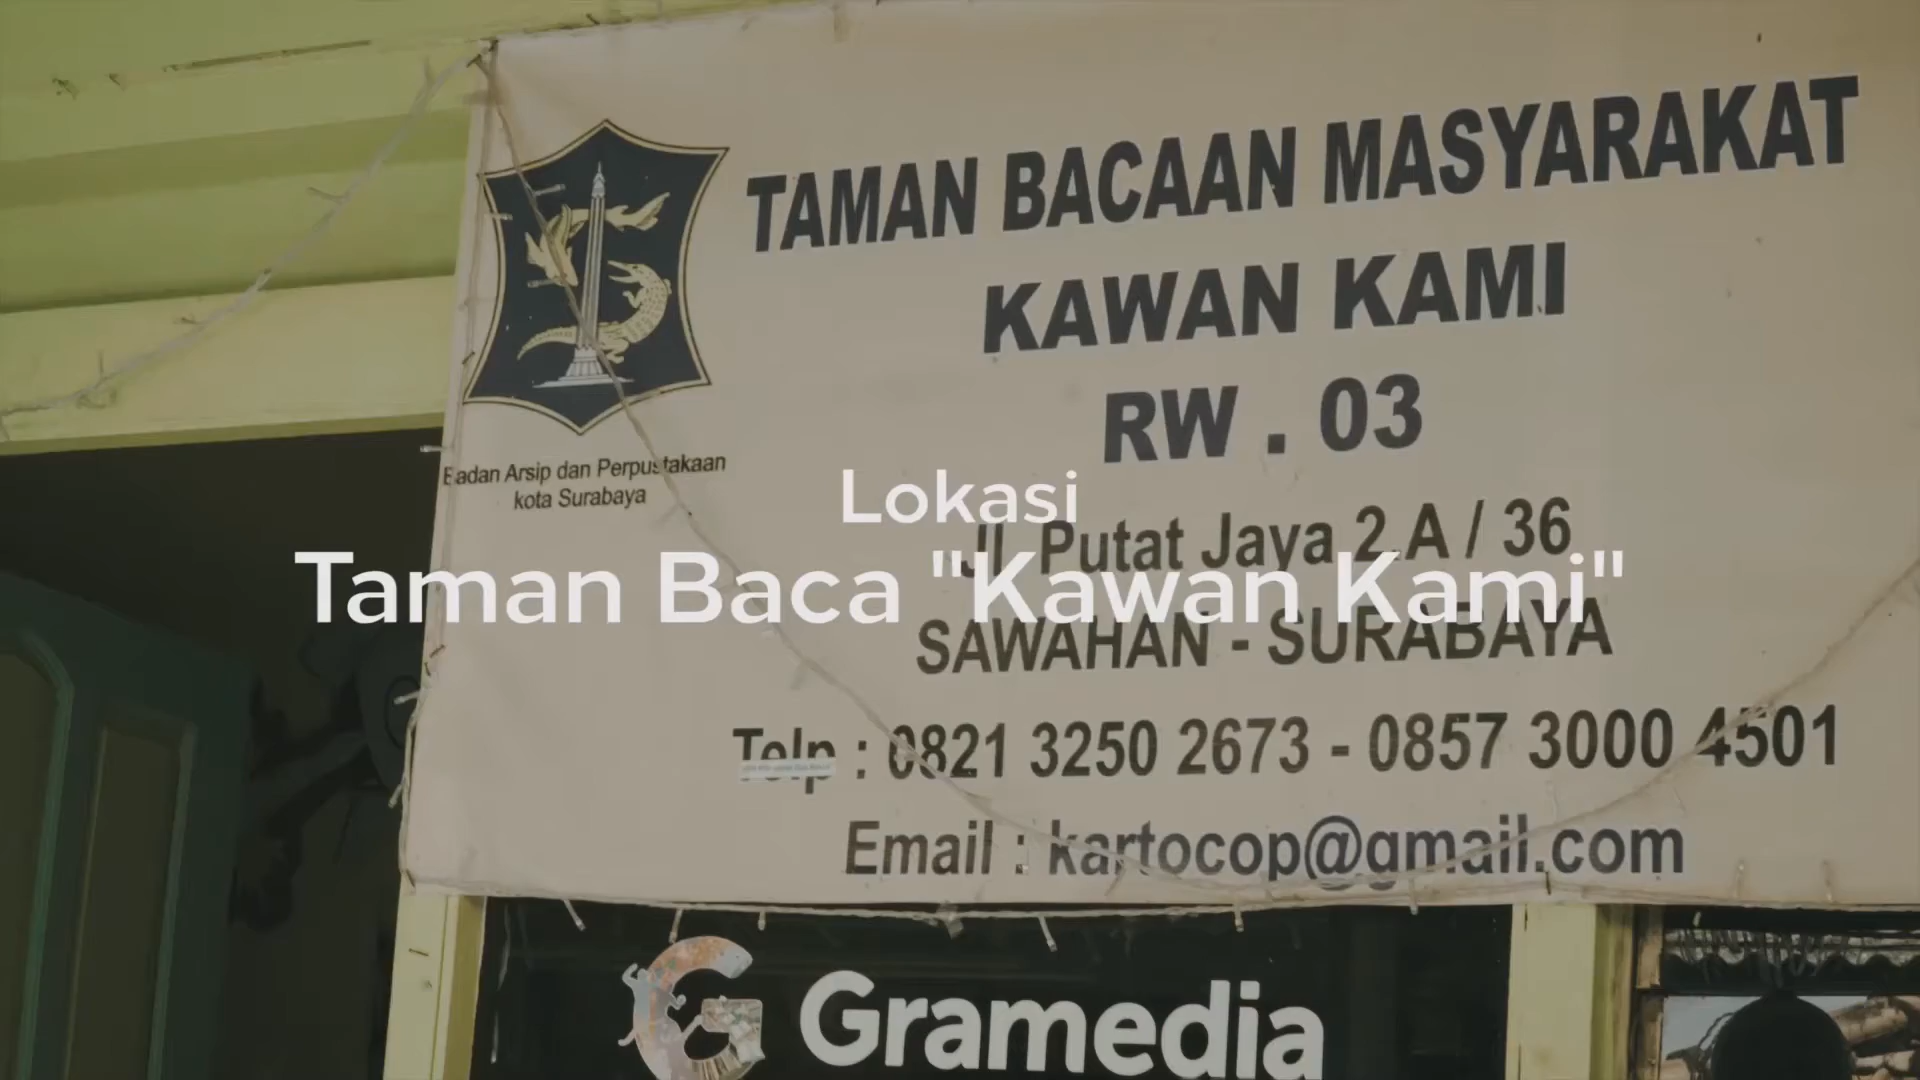 TAMAN BACAAN MASYARAKAT
KAWAN KAMI
RW . 03
Badan Arsip dan Perpustakaan
kota Surabaya
Lokasi
Jl Putat Jaya 2 A / 36
Taman Baca "Kawan Kami"
SAWAHAN - SURABAYA
Telp : 0821 3250 2673 - 0857 3000 4501
Email : kartocop@gmail.com
G Gramedia